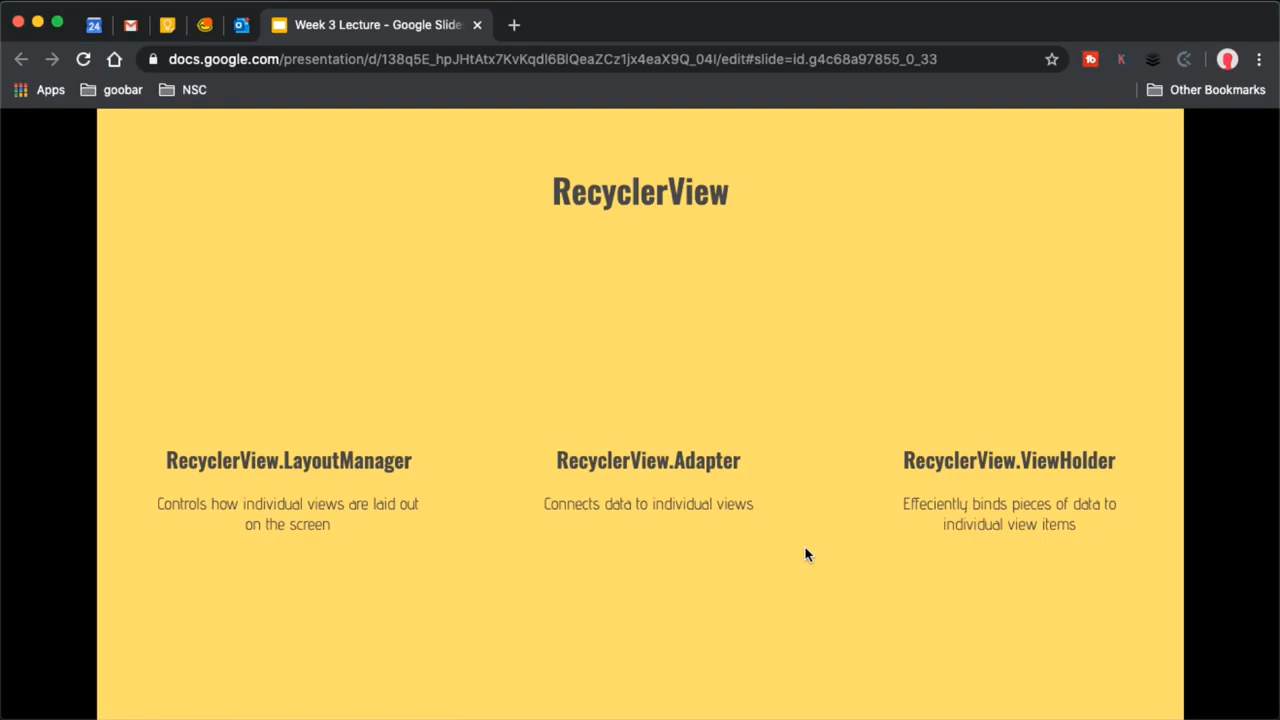 24
Week 3 Lecture - Google Slide
docs.google.com/presentation/d/138q5E_hpJHtAtx7KvKqdl6BlQeaZCz1jx4eaX9Q_04I/edit#slide=id.g4c68a97855_0_33
K
Apps
goobar
NSC
Other Bookmarks
RecyclerView
RecyclerView.LayoutManager
Controls how individual views are laid out
on the screen
RecyclerView.Adapter
Connects data to individual views
RecyclerView.ViewHolder
Effeciently binds pieces of data to
individual view items